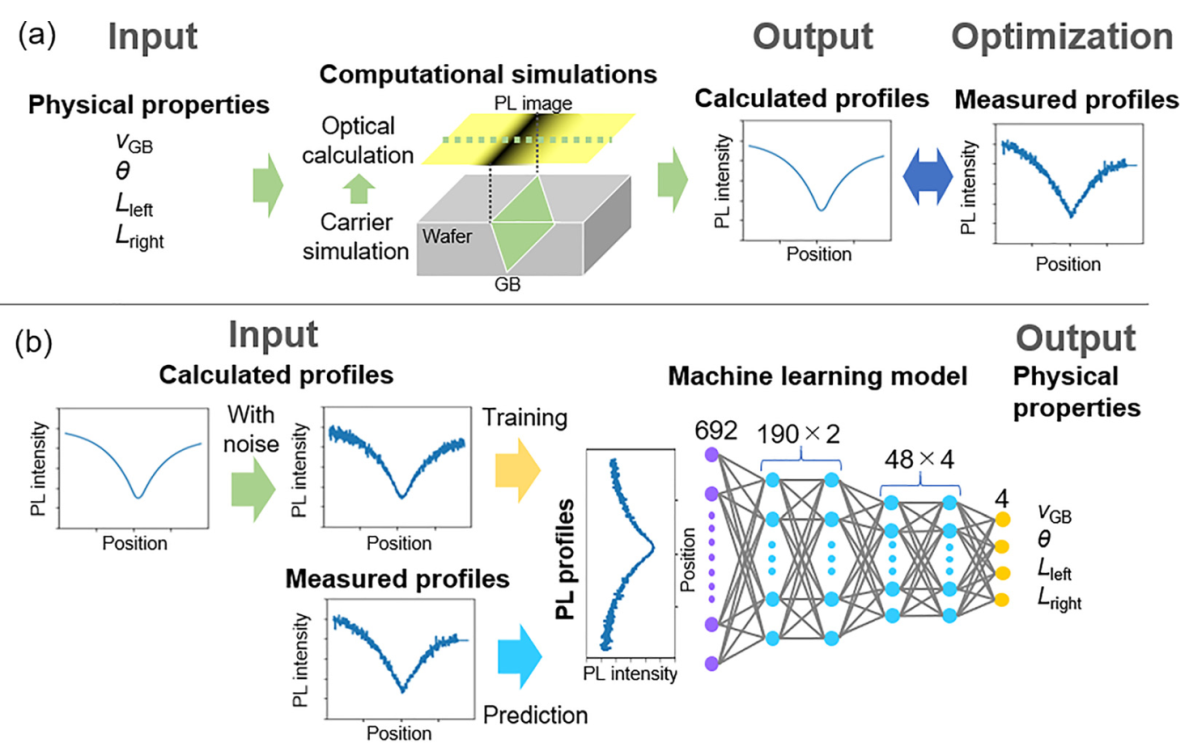 (a)
Input
Output
Optimization
Physical properties
vGB
θ
Lleft
Lright
Computational simulations
PL image
Optical
calculation
Carrier
simulation
Wafer
GB
Calculated profiles
PL intensity
Position
Measured profiles
PL intensity
Position
(b)
Input
Output
Calculated profiles
PL intensity
Position
With
noise
PL intensity
Position
Training
Measured profiles
PL intensity
Position
Prediction
PL profiles
Position
PL intensity
Machine learning model
692
190×2
48×4
4
Physical
properties
vGB
θ
Lleft
Lright